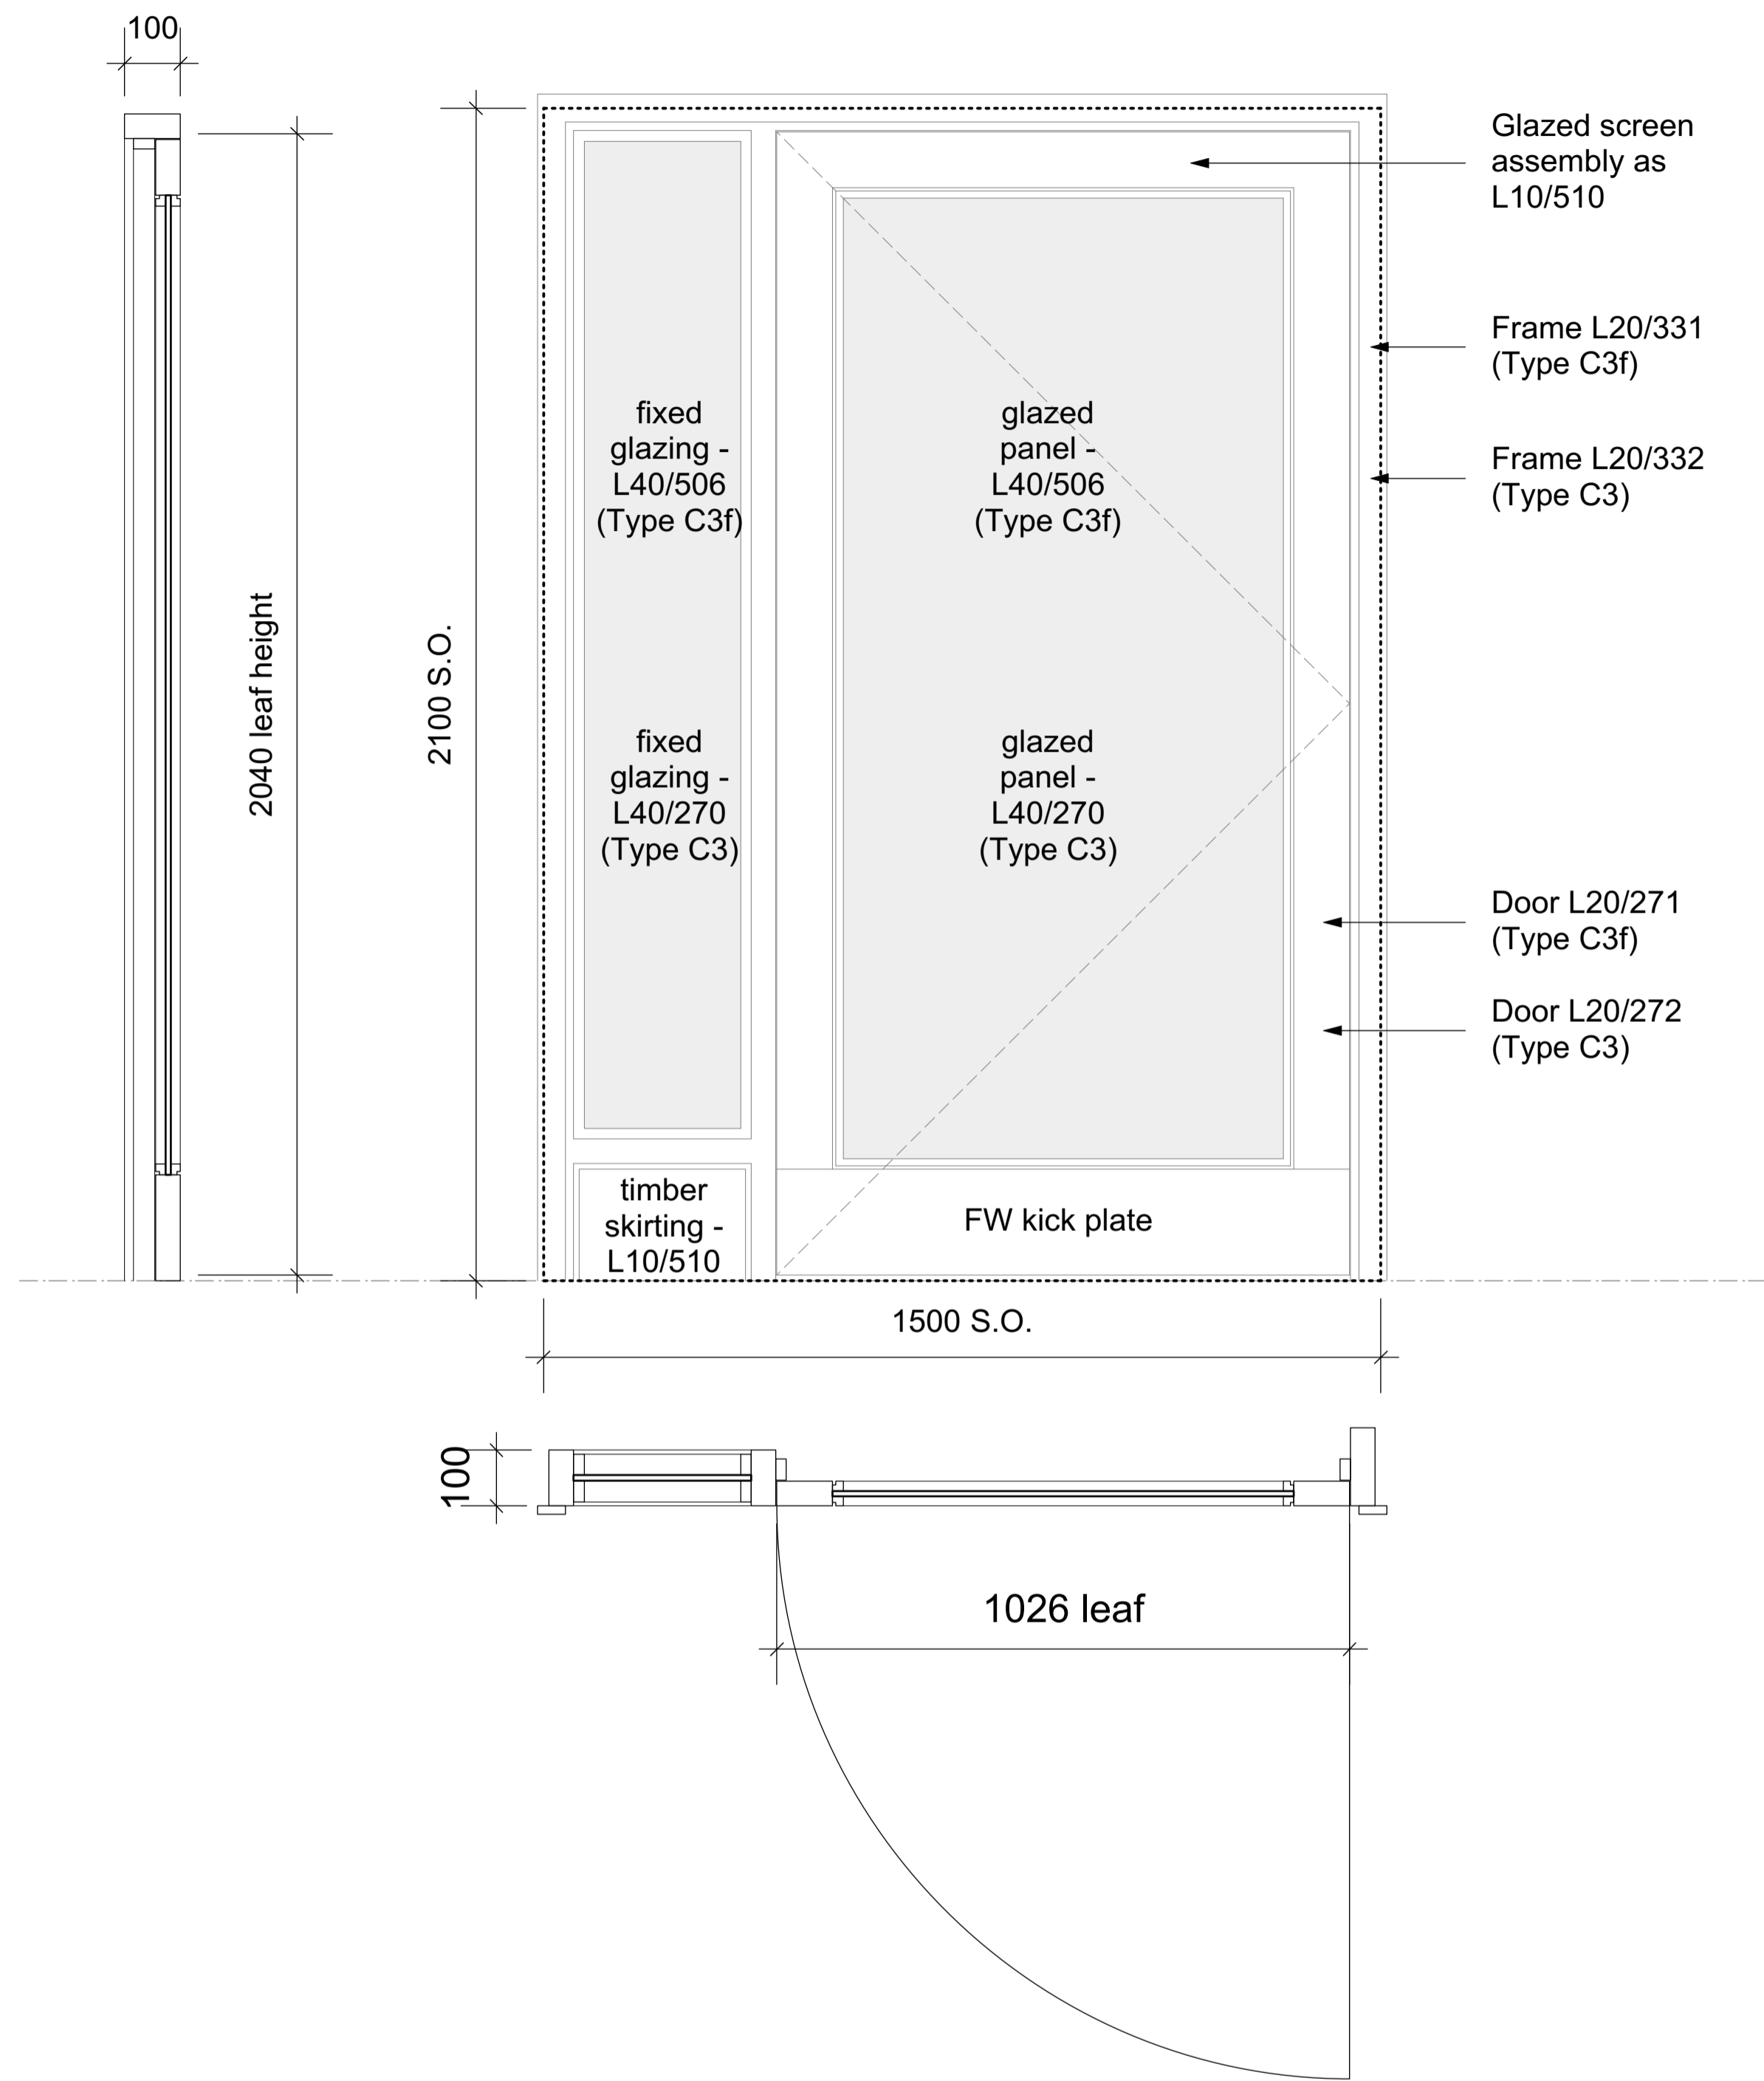 100
2040 leaf height
2100 S.O.
Glazed screen
assembly as
L10/510
Frame L20/331
(Type C3f)
Frame L20/332
(Type C3)
fixed
glazing -
L40/506
(Type C3f)
glazed
panel -
L40/506
(Type C3f)
fixed
glazing -
L40/270
(Type C3)
glazed
panel -
L40/270
(Type C3)
Door L20/271
(Type C3f)
Door L20/272
(Type C3)
timber
skirting -
L10/510
FW kick plate
1500 S.O.
100
1026 leaf